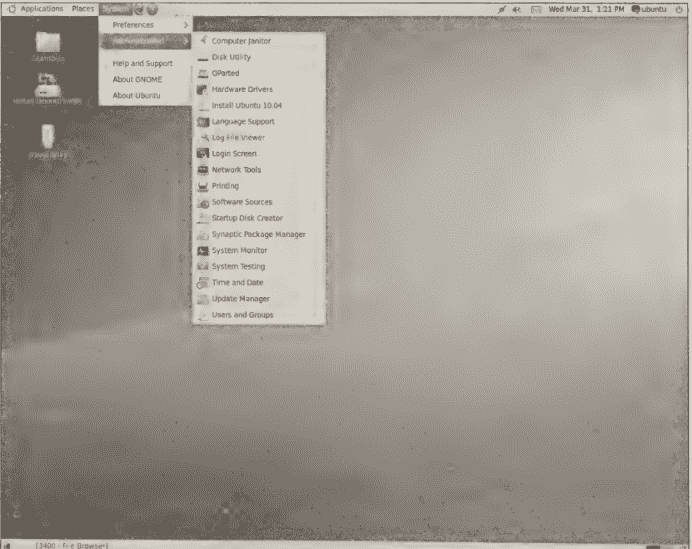 Applications Places System Wed Mar 31, 1:21 PM ubuntu
Preferences
Administration
Help and Support
About GNOME
About Ubuntu
Computer Janitor
Disk Utility
GParted
Hardware Drivers
Install Ubuntu 10.04
Language Support
Log File Viewer
Login Screen
Network Tools
Printing
Software Sources
Startup Disk Creator
Synaptic Package Manager
System Monitor
System Testing
Time and Date
Update Manager
Users and Groups
[3400 - File Browser]